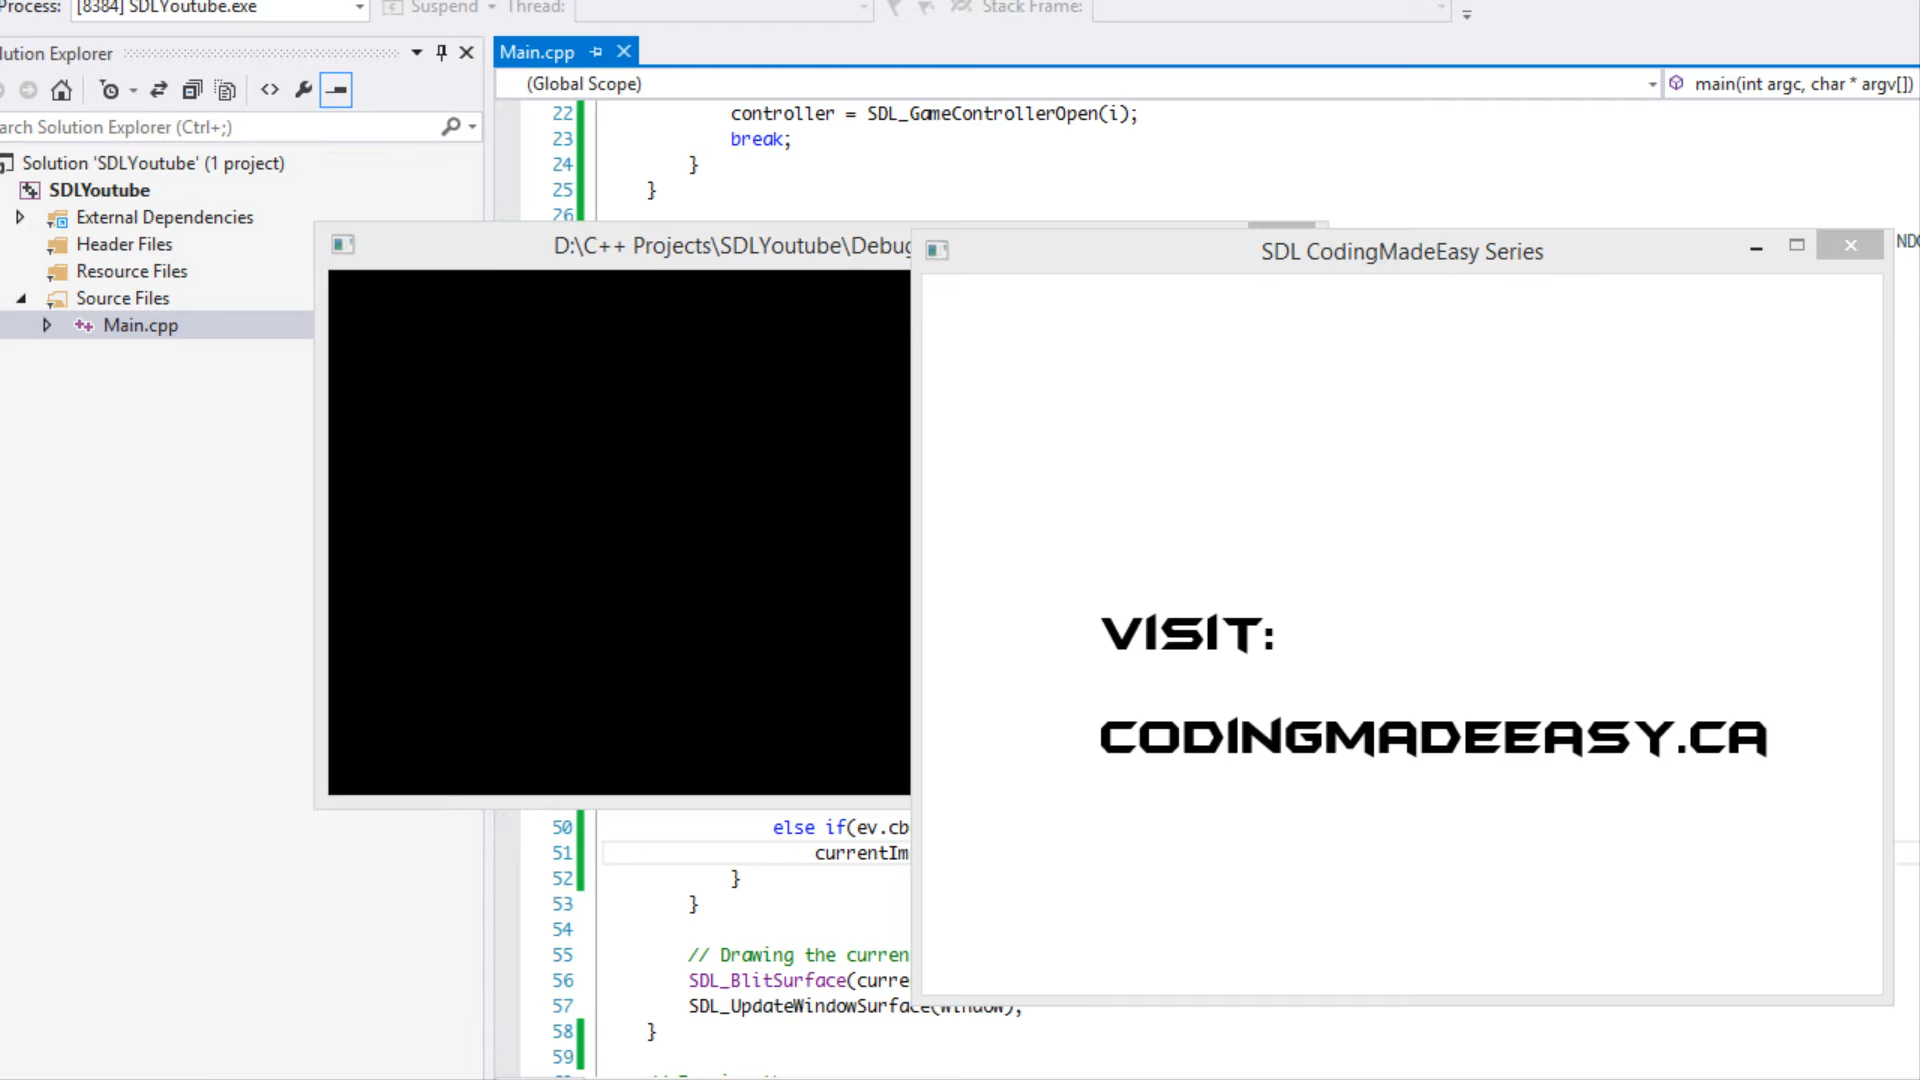 Process: [8384] SDLYoutube.exe Suspend Thread: Stack Frame:
lution Explorer
Main.cpp
(Global Scope) main(int argc, char * argv[])
arch Solution Explorer (Ctrl+;)
Solution 'SDLYoutube' (1 project)
SDLYoutube
External Dependencies
Header Files
Resource Files
Source Files
Main.cpp
22 controller = SDL_GameControllerOpen(i);
23 break;
24 }
25 }
26
D:\C++ Projects\SDLYoutube\Debug
SDL CodingMadeEasy Series
VISIT:
CODINGMADEEASY.CA
50 else if(ev.cb
51 currentIm
52 }
53 }
54
55 // Drawing the curren
56 SDL_BlitSurface(curre
57 SDL_UpdateWindowSurface(window);
58 }
59